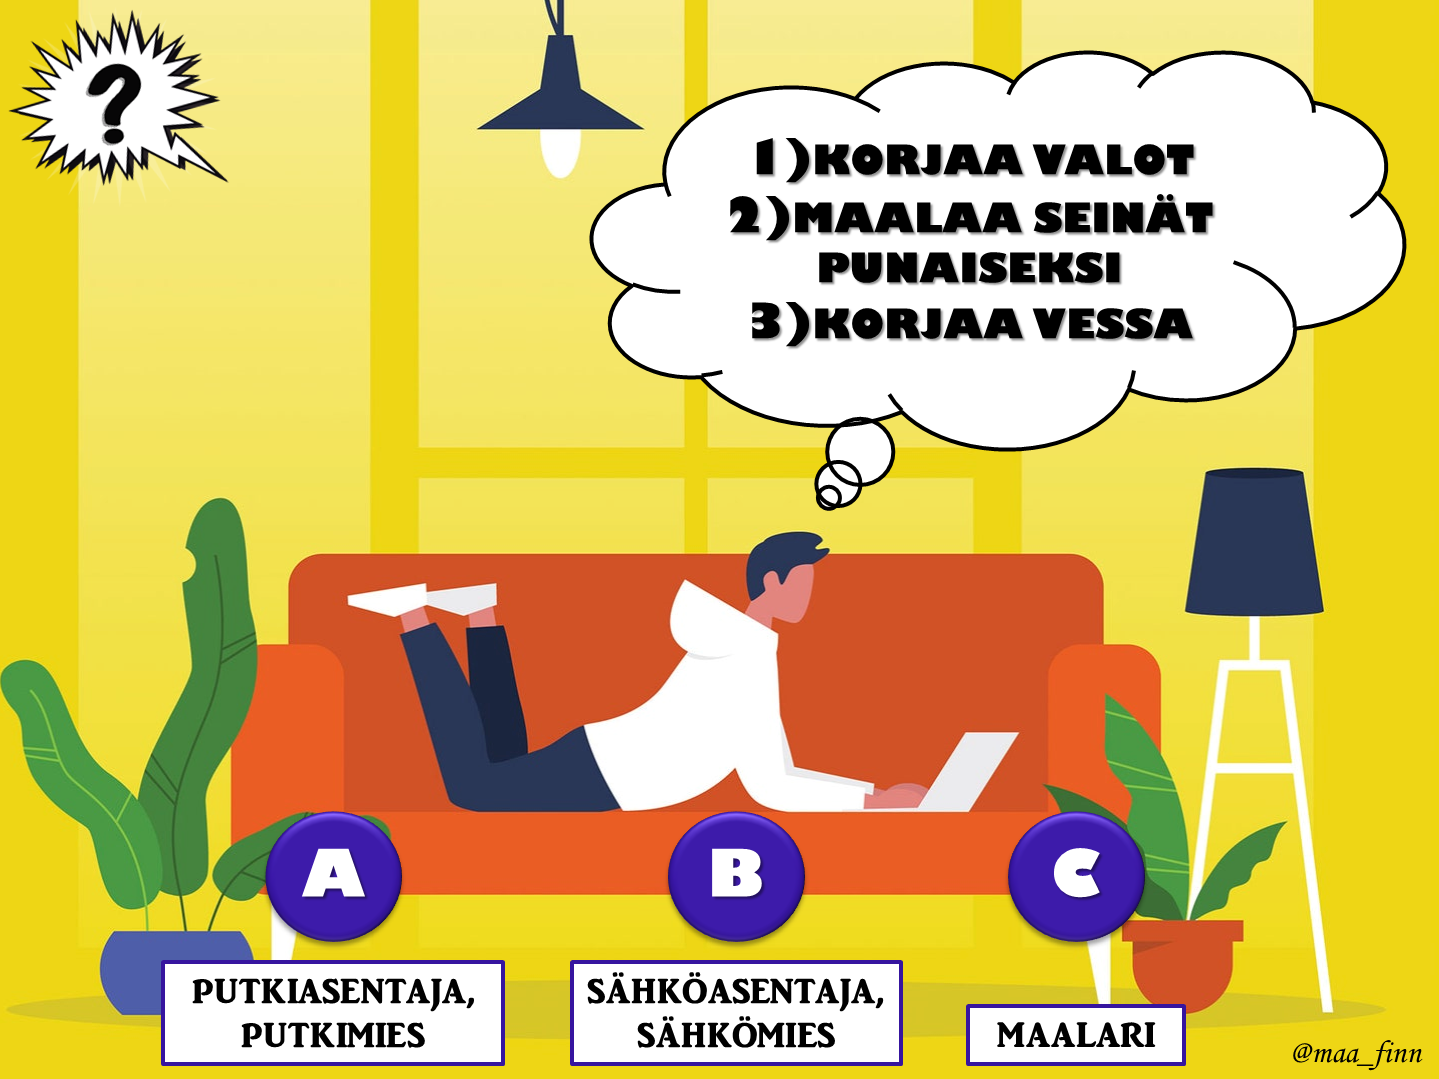 ?
1)KORJAA VALOT
2)MAALAA SEINÄT
PUNAISEKSI
3)KORJAA VESSA
A
B
C
PUTKIASENTAJA,
PUTKIMIES
SÄHKÖASENTAJA,
SÄHKÖMIES
MAALARI
@maa_finn